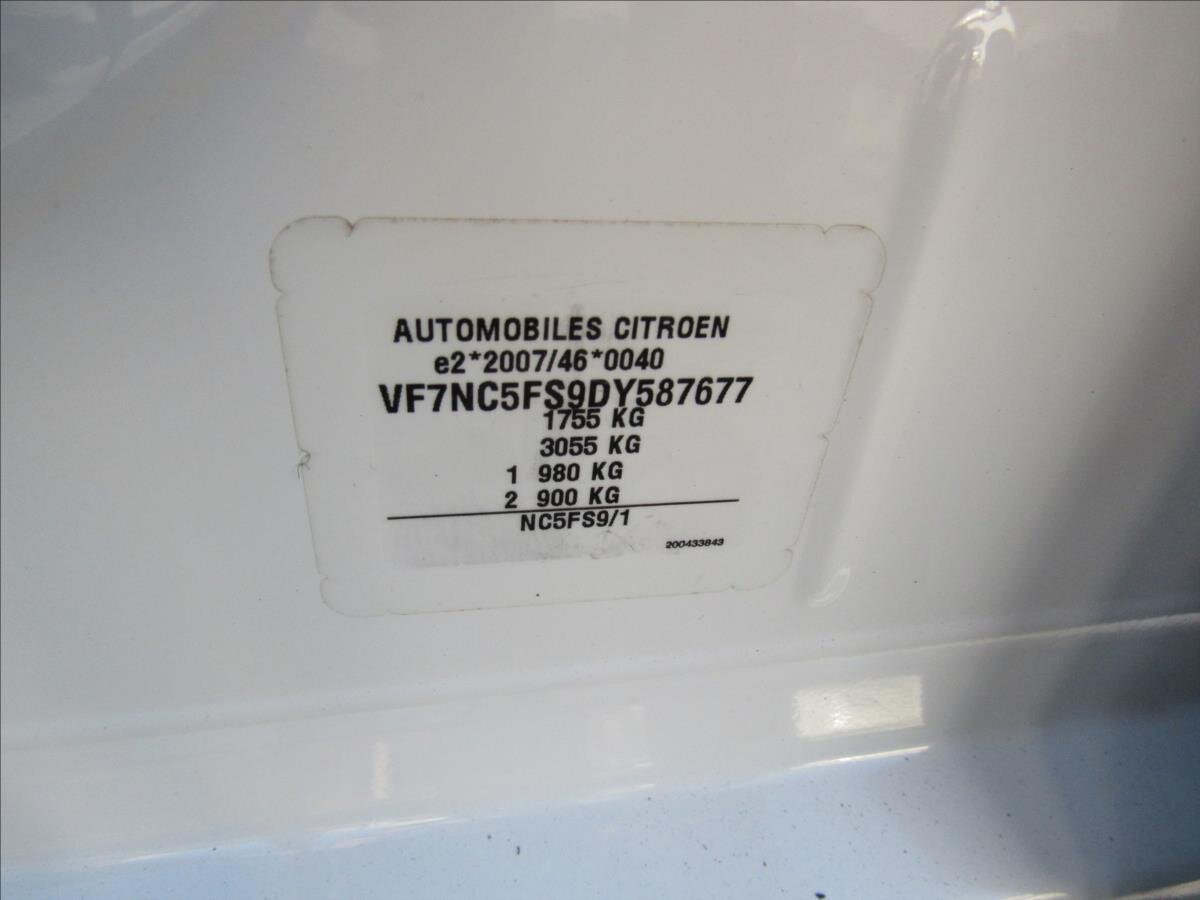 AUTOMOBILES CITROEN
e2*2007/46*0040
VF7NC5FS9DY587677
1755 KG
3055 KG
1 980 KG
2 900 KG
NC5FS9/1
200433843